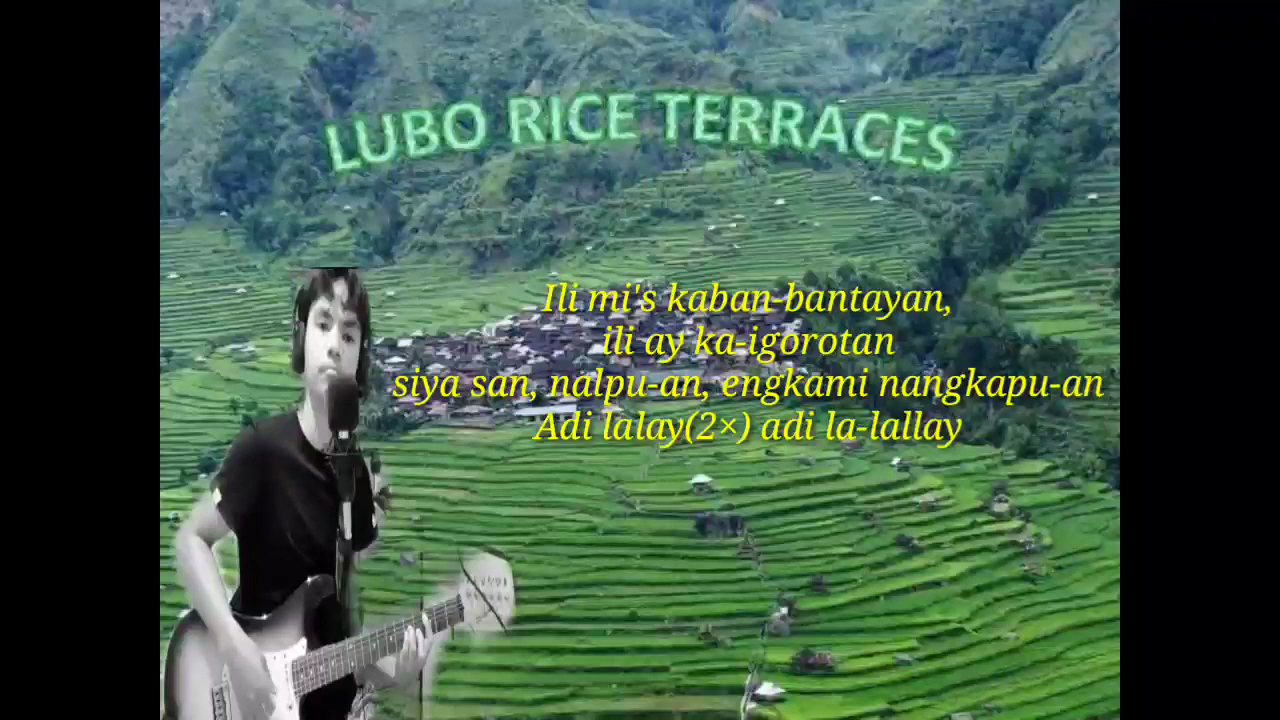 LUBO RICE TERRACES
Ili mi's kaban-bantayan,
ili ay ka-igorotan
siya san, nalpu-an, engkami nangkapu-an
Adi lalay(2×) adi la-lallay